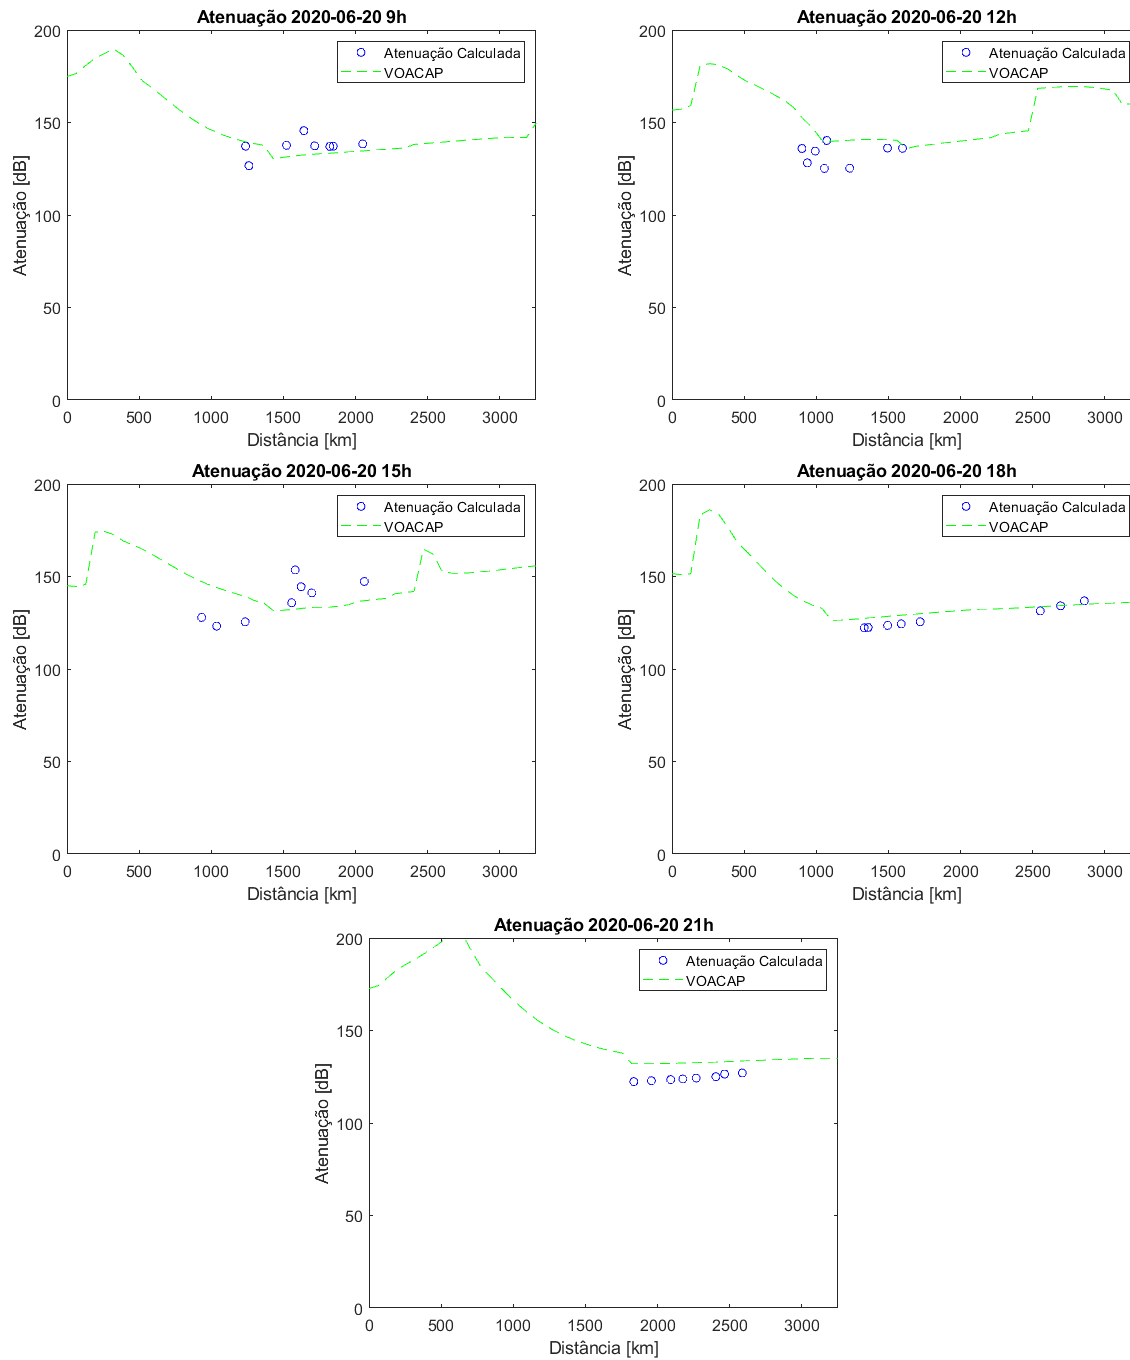 Atenuação 2020-06-20 9h
Atenuação [dB]
200
150
100
50
0
Atenuação Calculada
VOACAP
0 500 1000 1500 2000 2500 3000
Distância [km]
Atenuação 2020-06-20 12h
Atenuação [dB]
200
150
100
50
0
Atenuação Calculada
VOACAP
0 500 1000 1500 2000 2500 3000
Distância [km]
Atenuação 2020-06-20 15h
Atenuação [dB]
200
150
100
50
0
Atenuação Calculada
VOACAP
0 500 1000 1500 2000 2500 3000
Distância [km]
Atenuação 2020-06-20 18h
Atenuação [dB]
200
150
100
50
0
Atenuação Calculada
VOACAP
0 500 1000 1500 2000 2500 3000
Distância [km]
Atenuação 2020-06-20 21h
Atenuação [dB]
200
150
100
50
0
Atenuação Calculada
VOACAP
0 500 1000 1500 2000 2500 3000
Distância [km]